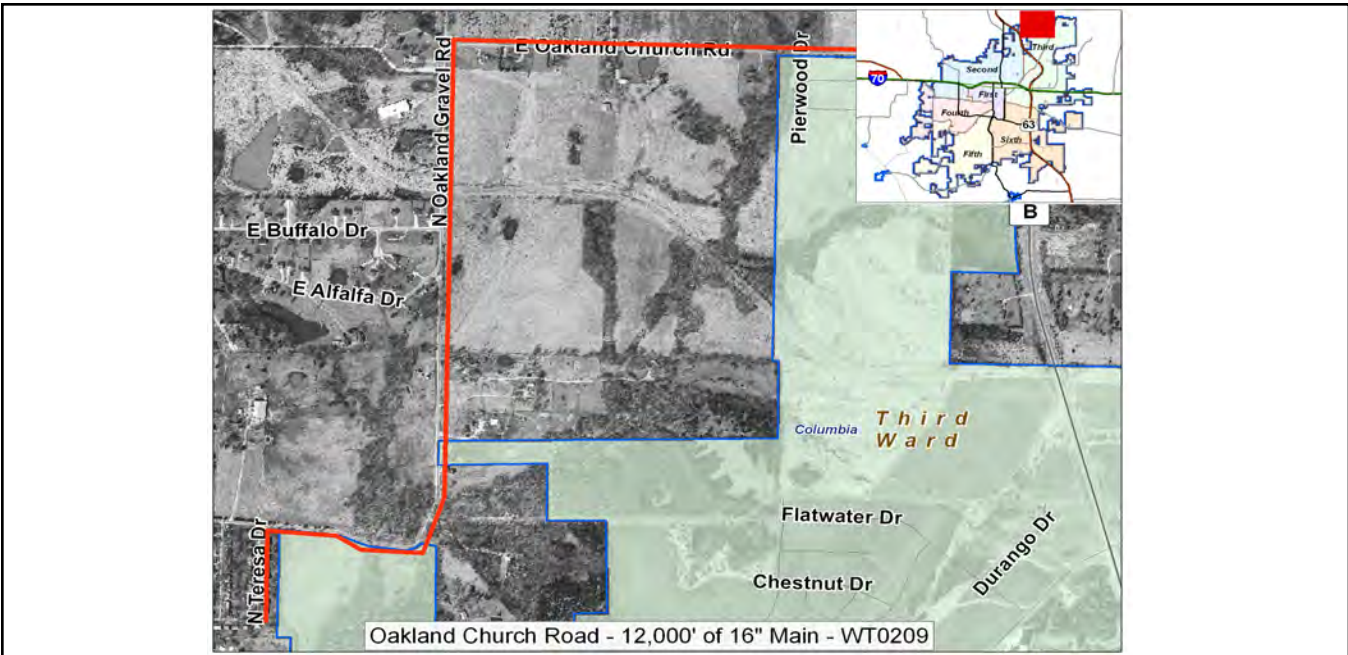 E Oakland Church Rd
N Oakland Gravel Rd
Pierwood Dr
Third
Second
70
First
Fourth
63
Sixth
Fifth
B
E Buffalo Dr
E Alfalfa Dr
Columbia
Third
Ward
Flatwater Dr
Durango Dr
Chestnut Dr
N Teresa Dr
Oakland Church Road - 12,000' of 16" Main - WT0209